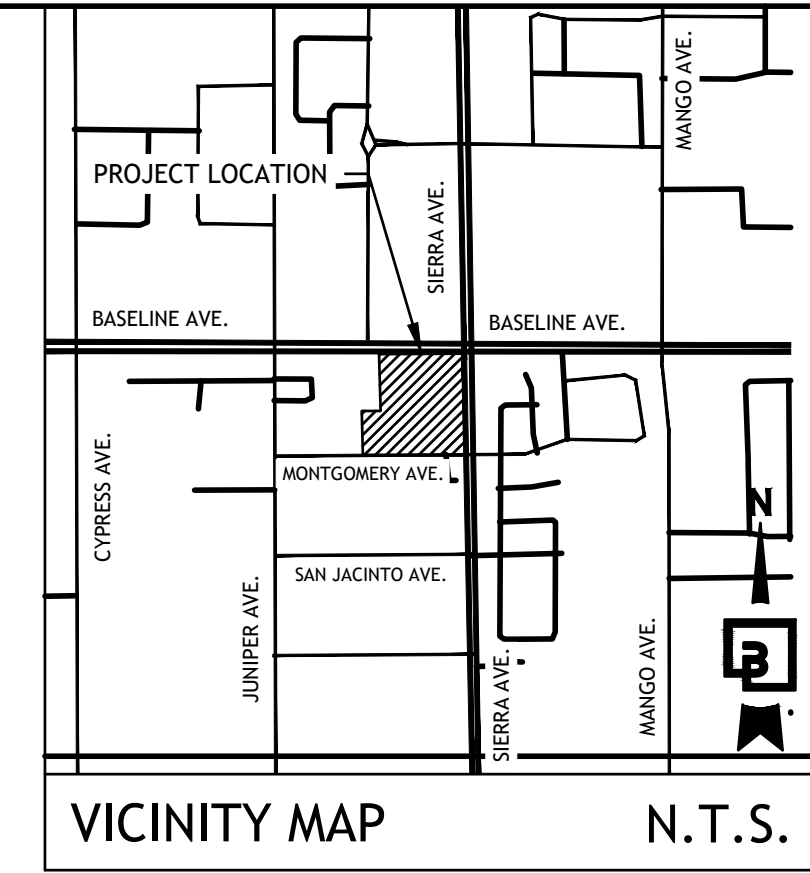 MANGO AVE.
PROJECT LOCATION
SIERRA AVE.
BASELINE AVE.
BASELINE AVE.
CYPRESS AVE.
MONTGOMERY AVE.
N
SAN JACINTO AVE.
JUNIPER AVE.
MANGO AVE.
SIERRA AVE.
B
VICINITY MAP
N.T.S.